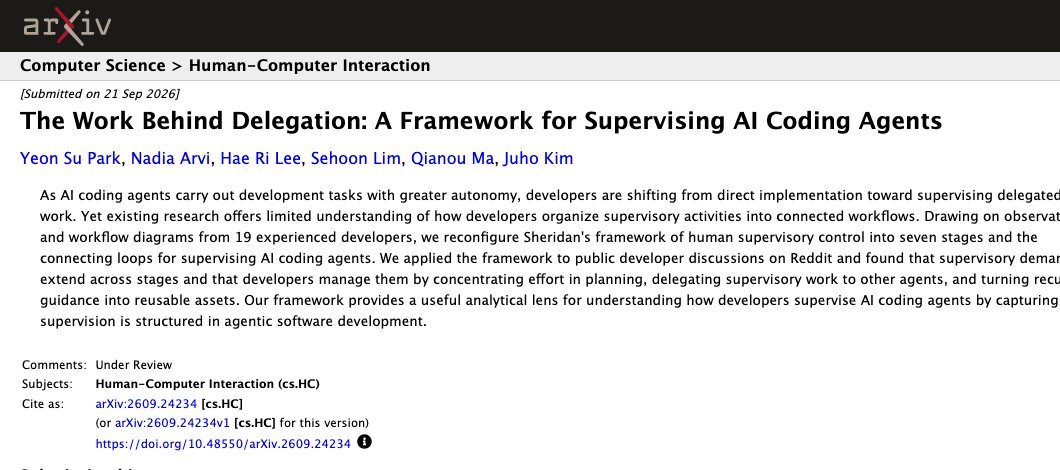 arXiv
Computer Science > Human-Computer Interaction
[Submitted on 21 Sep 2026]
The Work Behind Delegation: A Framework for Supervising AI Coding Agents
Yeon Su Park, Nadia Arvi, Hae Ri Lee, Sehoon Lim, Qianou Ma, Juho Kim
As AI coding agents carry out development tasks with greater autonomy, developers are shifting from direct implementation toward supervising delegated
work. Yet existing research offers limited understanding of how developers organize supervisory activities into connected workflows. Drawing on
and workflow diagrams from 19 experienced developers, we reconfigure Sheridan's framework of human supervisory control into seven stages and the
connecting loops for supervising AI coding agents. We applied the framework to public developer discussions on Reddit and found that supervisory
extend across stages and that developers manage them by concentrating effort in planning, delegating supervisory work to other agents, and turning
guidance into reusable assets. Our framework provides a useful analytical lens for understanding how developers supervise AI coding agents by capturing
supervision is structured in agentic software development.
Comments: Under Review
Subjects: Human-Computer Interaction (cs.HC)
Cite as: arXiv:2609.24234 [cs.HC]
(or arXiv:2609.24234v1 [cs.HC] for this version)
https://doi.org/10.48550/arXiv.2609.24234